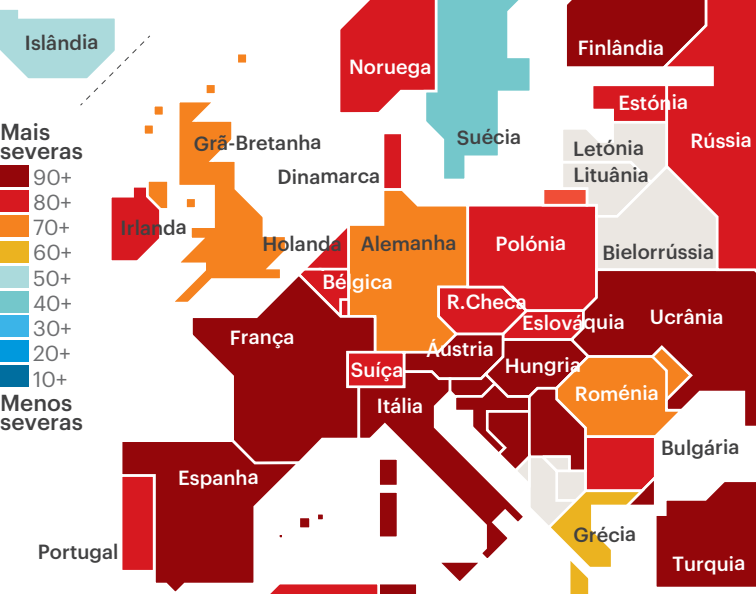 Islândia
Finlândia
Noruega
Estónia
Mais
severas
Grã-Bretanha
Suécia
Letónia
Rússia
90+
Dinamarca
Lituânia
80+
70+
Irlanda
Holanda
Alemanha
Polónia
Bielorrússia
60+
50+
Bélgica
40+
R.Checa
30+
França
Eslováquia
Ucrânia
20+
Áustria
10+
Suíça
Hungria
Menos
severas
Itália
Roménia
Bulgária
Espanha
Portugal
Grécia
Turquia